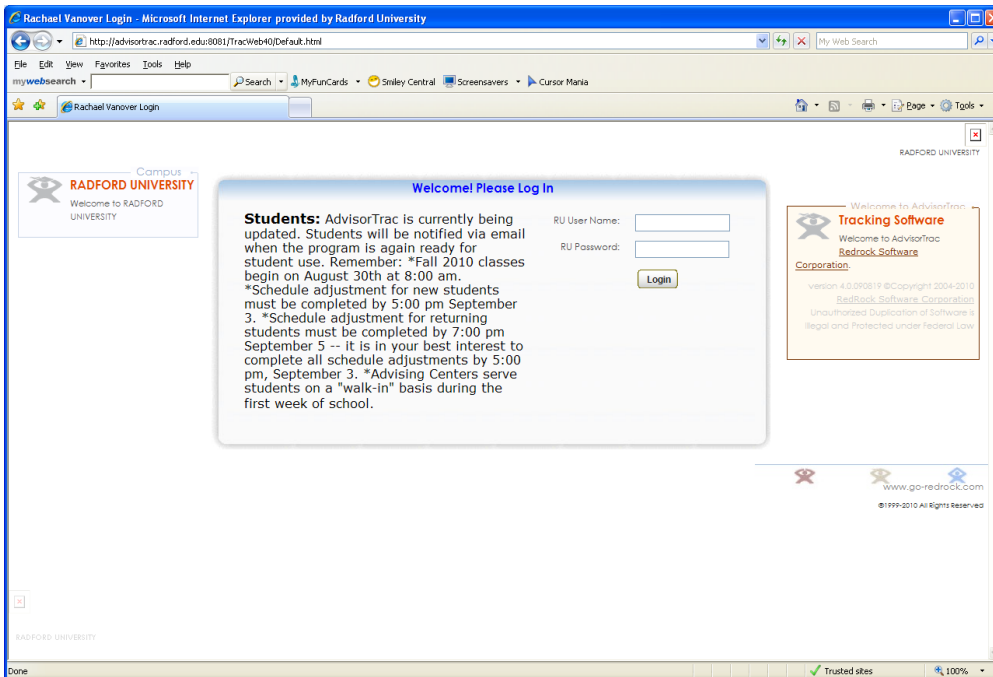 Rachael Vanover Login - Microsoft Internet Explorer provided by Radford University
http://advisortrac.radford.edu:8081/TracWeb40/Default.html
My Web Search
File Edit View Favorites Tools Help
mywebsearch
Search MyFunCards Smiley Central Screensavers Cursor Mania
Rachael Vanover Login
Page Tools
RADFORD UNIVERSITY
Campus
RADFORD UNIVERSITY
Welcome to RADFORD
UNIVERSITY
Welcome! Please Log In
Students: AdvisorTrac is currently being
updated. Students will be notified via email
when the program is again ready for
student use. Remember: *Fall 2010 classes
begin on August 30th at 8:00 am.
*Schedule adjustment for new students
must be completed by 5:00 pm September
3. *Schedule adjustment for returning
students must be completed by 7:00 pm
September 5 -- it is in your best interest to
complete all schedule adjustments by 5:00
pm, September 3. *Advising Centers serve
students on a "walk-in" basis during the
first week of school.
RU User Name:
RU Password:
Login
Welcome to AdvisorTrac
Tracking Software
Welcome to AdvisorTrac
Redrock Software
Corporation.
version 4.0.090819 ©Copyright 2004-2010
RedRock Software Corporation
Unauthorized Duplication of Software is
illegal and Protected under Federal Law
www.go-redrock.com
©1999-2010 All Rights Reserved
RADFORD UNIVERSITY
Done
Trusted sites
100%